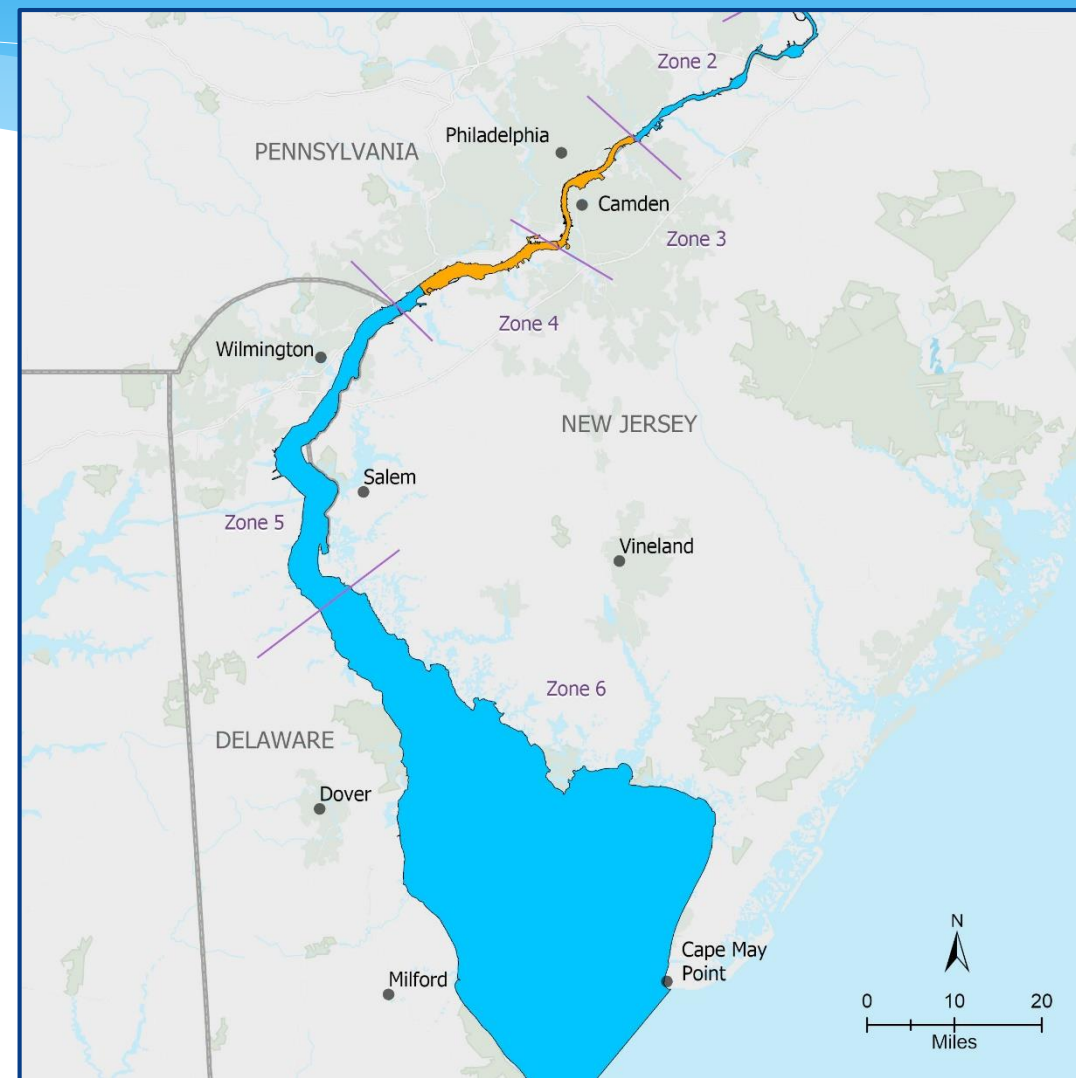 Zone 2
Philadelphia
PENNSYLVANIA
Camden
Zone 3
Zone 4
Wilmington
NEW JERSEY
Salem
Zone 5
Vineland
Zone 6
DELAWARE
Dover
N
Cape May
Point
Milford
0 10 20
Miles